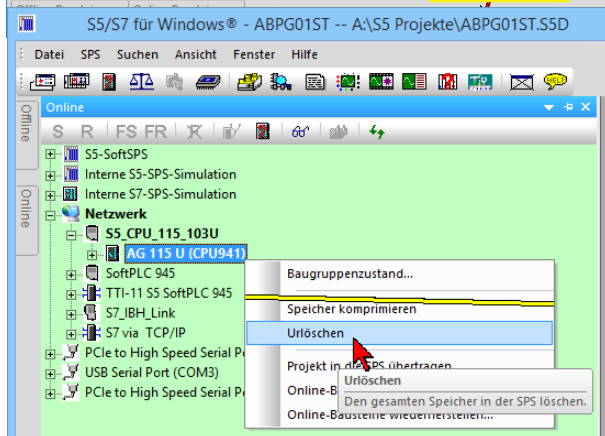 S5/S7 für Windows® - ABPG01ST -- A:\S5 Projekte\ABPG01ST.S5D
Datei SPS Suchen Ansicht Fenster Hilfe
HELP
Offline
Online
Online
S R FS FR
S5-SoftSPS
Interne S5-SPS-Simulation
Interne S7-SPS-Simulation
Netzwerk
S5_CPU_115_103U
AG 115 U (CPU941)
SoftPLC 945
TTI-11 S5 SoftPLC 945
S7_IBH_Link
S7 via TCP/IP
PCIe to High Speed Serial P
USB Serial Port (COM3)
PCIe to High Speed Serial P
Baugruppenzustand...
Speicher komprimieren
Urlöschen
Projekt in die SPS übertragen
Online-B
Online-Bausteine wiederherstellen...
Urlöschen
Den gesamten Speicher in der SPS löschen.